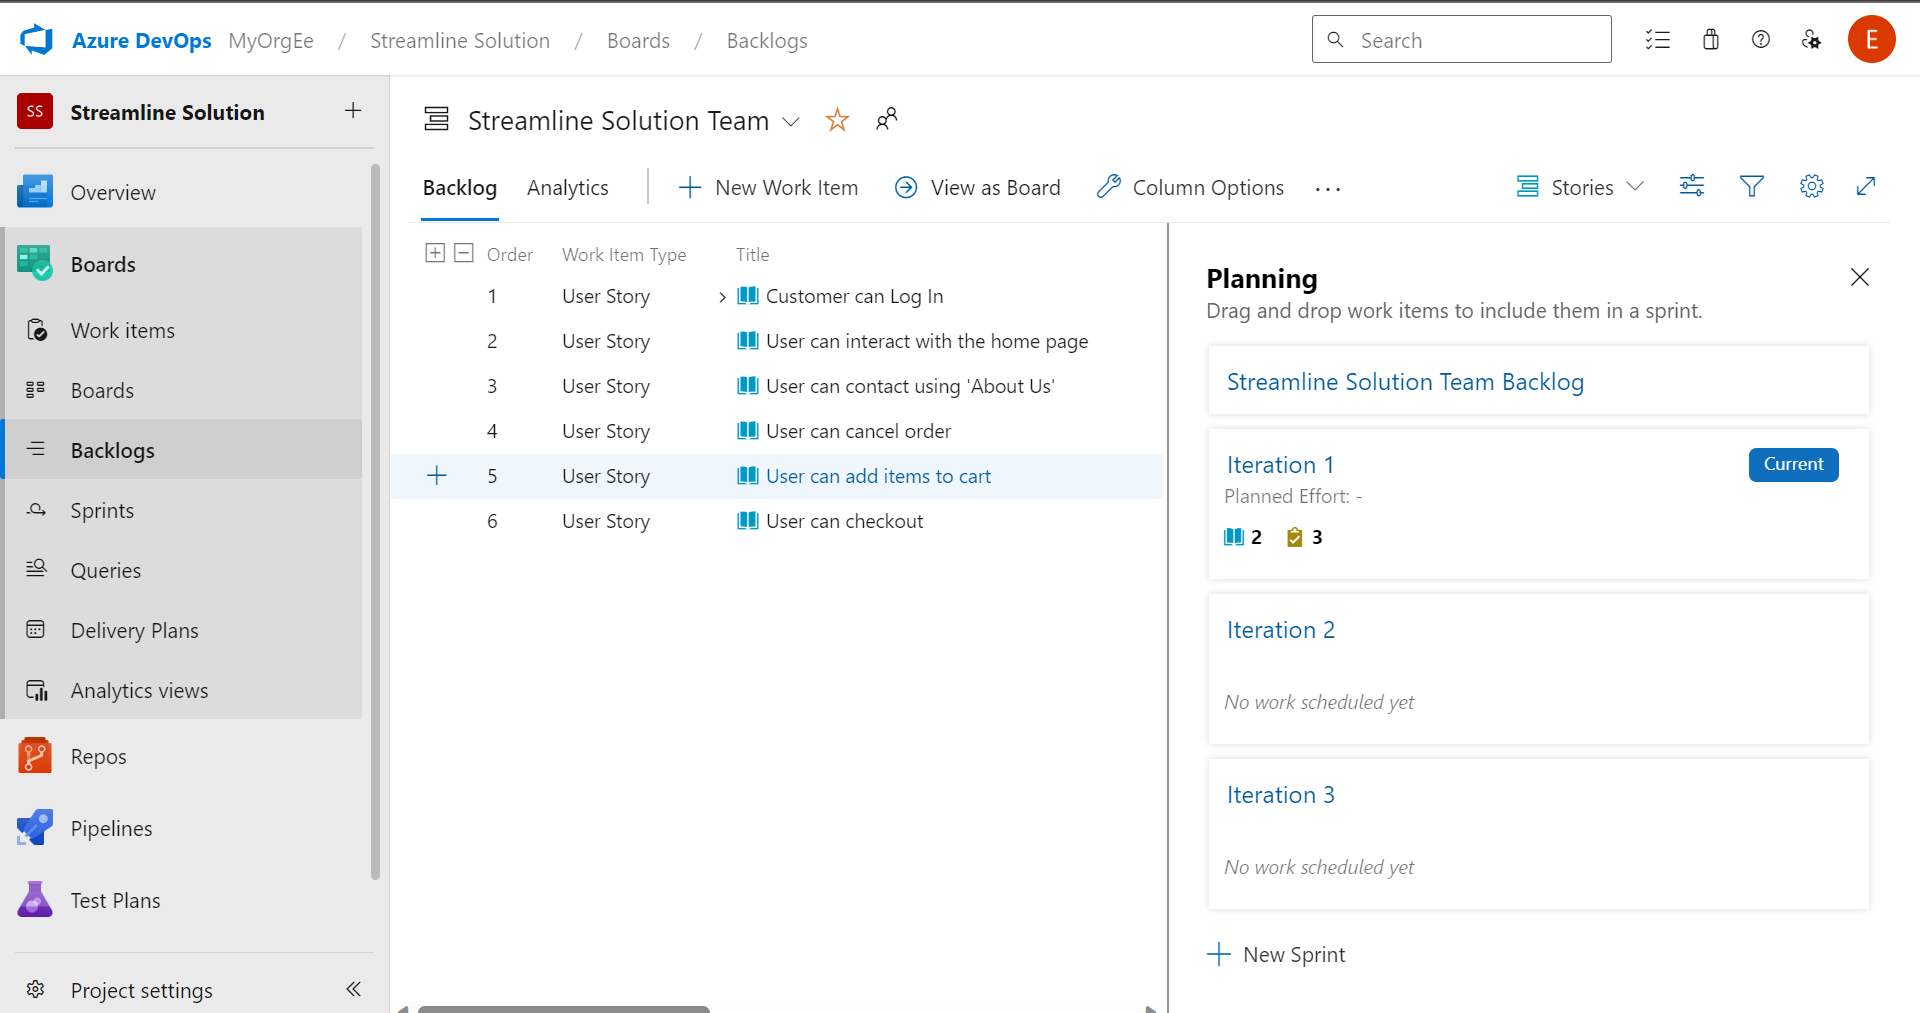 Azure DevOps MyOrgEe / Streamline Solution / Boards / Backlogs
Search
E
SS Streamline Solution
Overview
Boards
Work items
Boards
Backlogs
Sprints
Queries
Delivery Plans
Analytics views
Repos
Pipelines
Test Plans
Project settings
Streamline Solution Team
Backlog Analytics New Work Item View as Board Column Options ... Stories
Order Work Item Type Title
1 User Story Customer can Log In
2 User Story User can interact with the home page
3 User Story User can contact using 'About Us'
4 User Story User can cancel order
5 User Story User can add items to cart
6 User Story User can checkout
Planning
Drag and drop work items to include them in a sprint.
Streamline Solution Team Backlog
Iteration 1 Current
Planned Effort: -
2 3
Iteration 2
No work scheduled yet
Iteration 3
No work scheduled yet
New Sprint